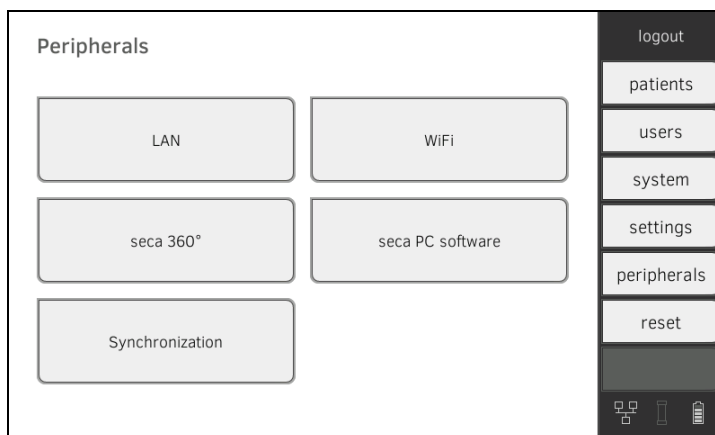 Peripherals
LAN
WiFi
seca 360°
seca PC software
Synchronization
logout
patients
users
system
settings
peripherals
reset